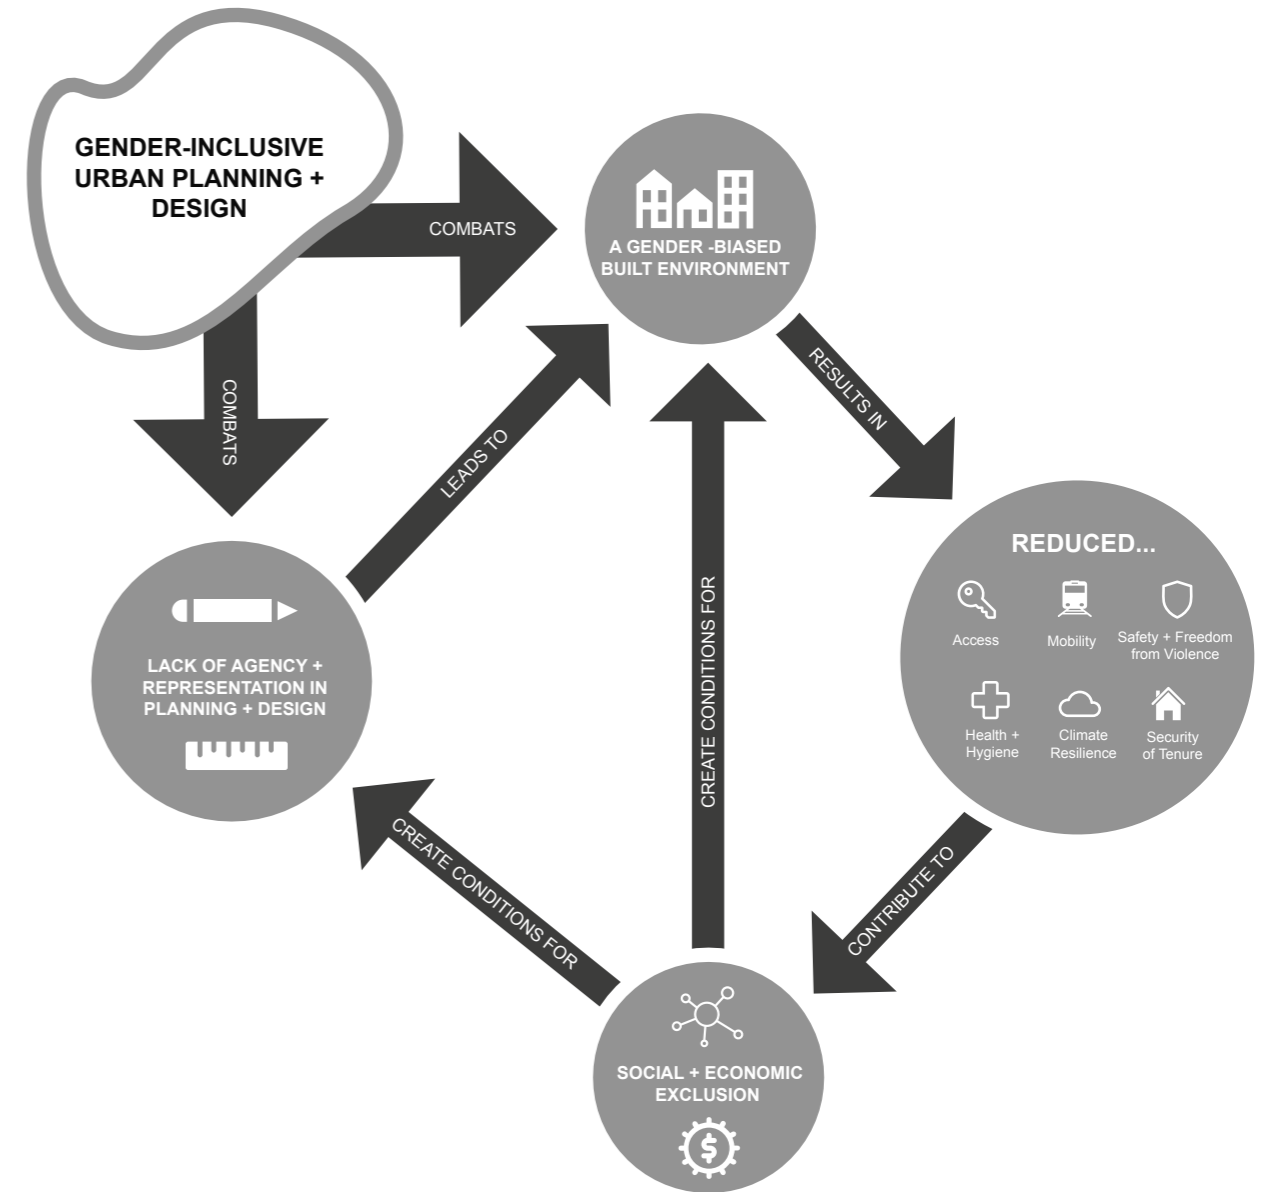 GENDER-INCLUSIVE
URBAN PLANNING +
DESIGN
COMBATS
A GENDER -BIASED
BUILT ENVIRONMENT
COMBATS
LEADS TO
RESULTS IN
LACK OF AGENCY +
REPRESENTATION IN
PLANNING + DESIGN
CREATE CONDITIONS FOR
REDUCED...
Access
Mobility
Safety + Freedom
from Violence
Health +
Hygiene
Climate
Resilience
Security
of Tenure
CREATE CONDITIONS FOR
CONTRIBUTE TO
SOCIAL + ECONOMIC
EXCLUSION
$